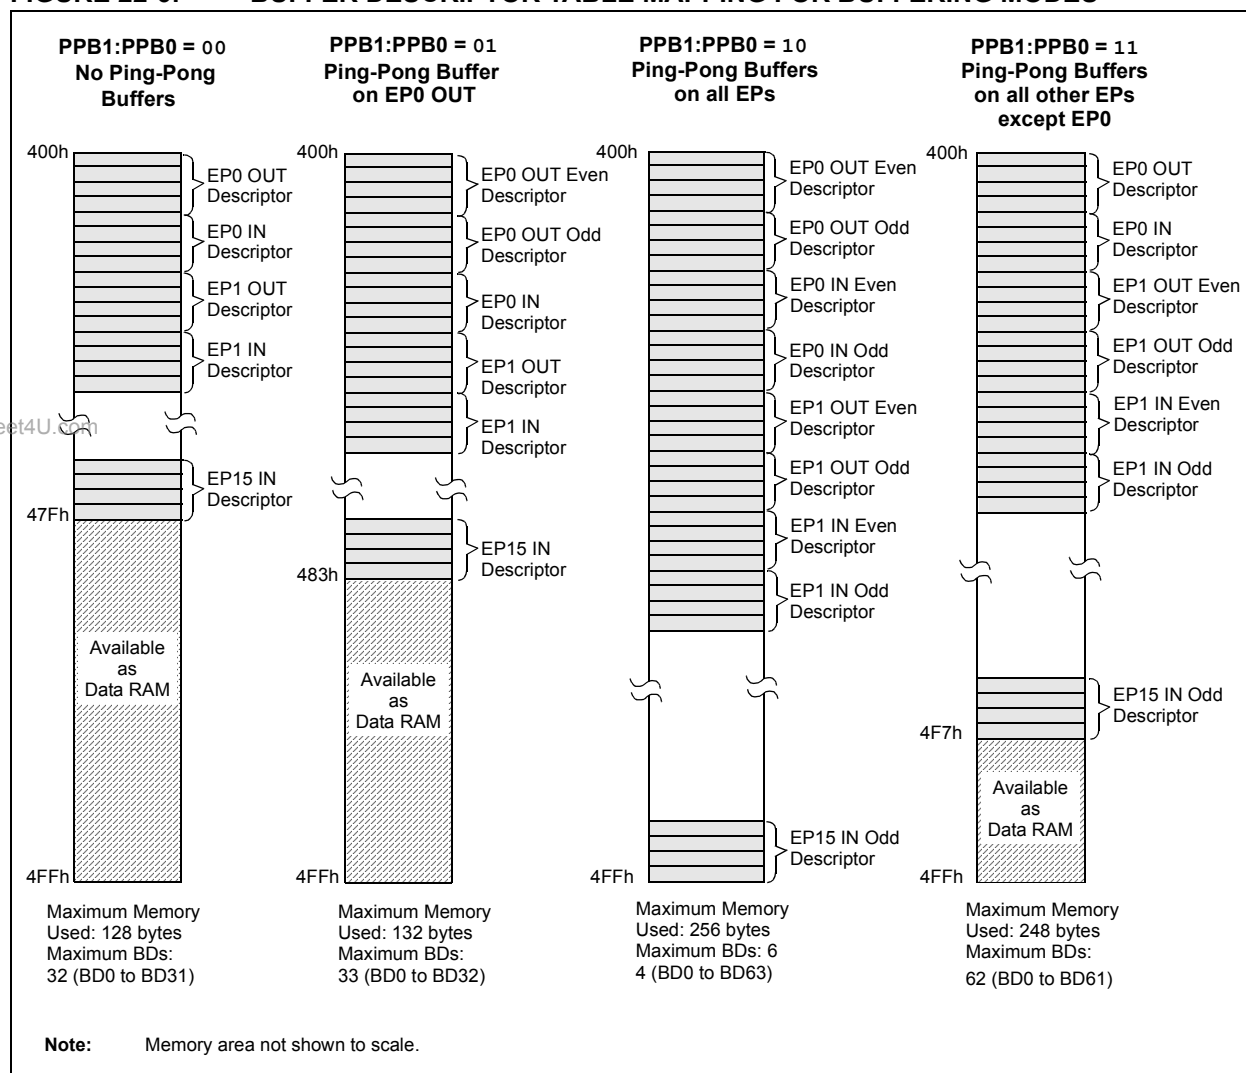 FIGURE 22-6: BUFFER DESCRIPTOR TABLE MAPPING FOR BUFFERING MODES
PPB1:PPB0 = 00
No Ping-Pong
Buffers
400h
EP0 OUT
Descriptor
EP0 IN
Descriptor
EP1 OUT
Descriptor
EP1 IN
Descriptor
eet4U.com
EP15 IN
Descriptor
47Fh
Available
as
Data RAM
4FFh
Maximum Memory
Used: 128 bytes
Maximum BDs:
32 (BD0 to BD31)
PPB1:PPB0 = 01
Ping-Pong Buffer
on EP0 OUT
400h
EP0 OUT Even
Descriptor
EP0 OUT Odd
Descriptor
EP0 IN
Descriptor
EP1 OUT
Descriptor
EP1 IN
Descriptor
EP15 IN
Descriptor
483h
Available
as
Data RAM
4FFh
Maximum Memory
Used: 132 bytes
Maximum BDs:
33 (BD0 to BD32)
PPB1:PPB0 = 10
Ping-Pong Buffers
on all EPs
400h
EP0 OUT Even
Descriptor
EP0 OUT Odd
Descriptor
EP0 IN Even
Descriptor
EP0 IN Odd
Descriptor
EP1 OUT Even
Descriptor
EP1 OUT Odd
Descriptor
EP1 IN Even
Descriptor
EP1 IN Odd
Descriptor
EP15 IN Odd
Descriptor
4FFh
Maximum Memory
Used: 256 bytes
Maximum BDs: 6
4 (BD0 to BD63)
PPB1:PPB0 = 11
Ping-Pong Buffers
on all other EPs
except EP0
400h
EP0 OUT
Descriptor
EP0 IN
Descriptor
EP1 OUT Even
Descriptor
EP1 OUT Odd
Descriptor
EP1 IN Even
Descriptor
EP1 IN Odd
Descriptor
EP15 IN Odd
Descriptor
4F7h
Available
as
Data RAM
4FFh
Maximum Memory
Used: 248 bytes
Maximum BDs:
62 (BD0 to BD61)
Note: Memory area not shown to scale.